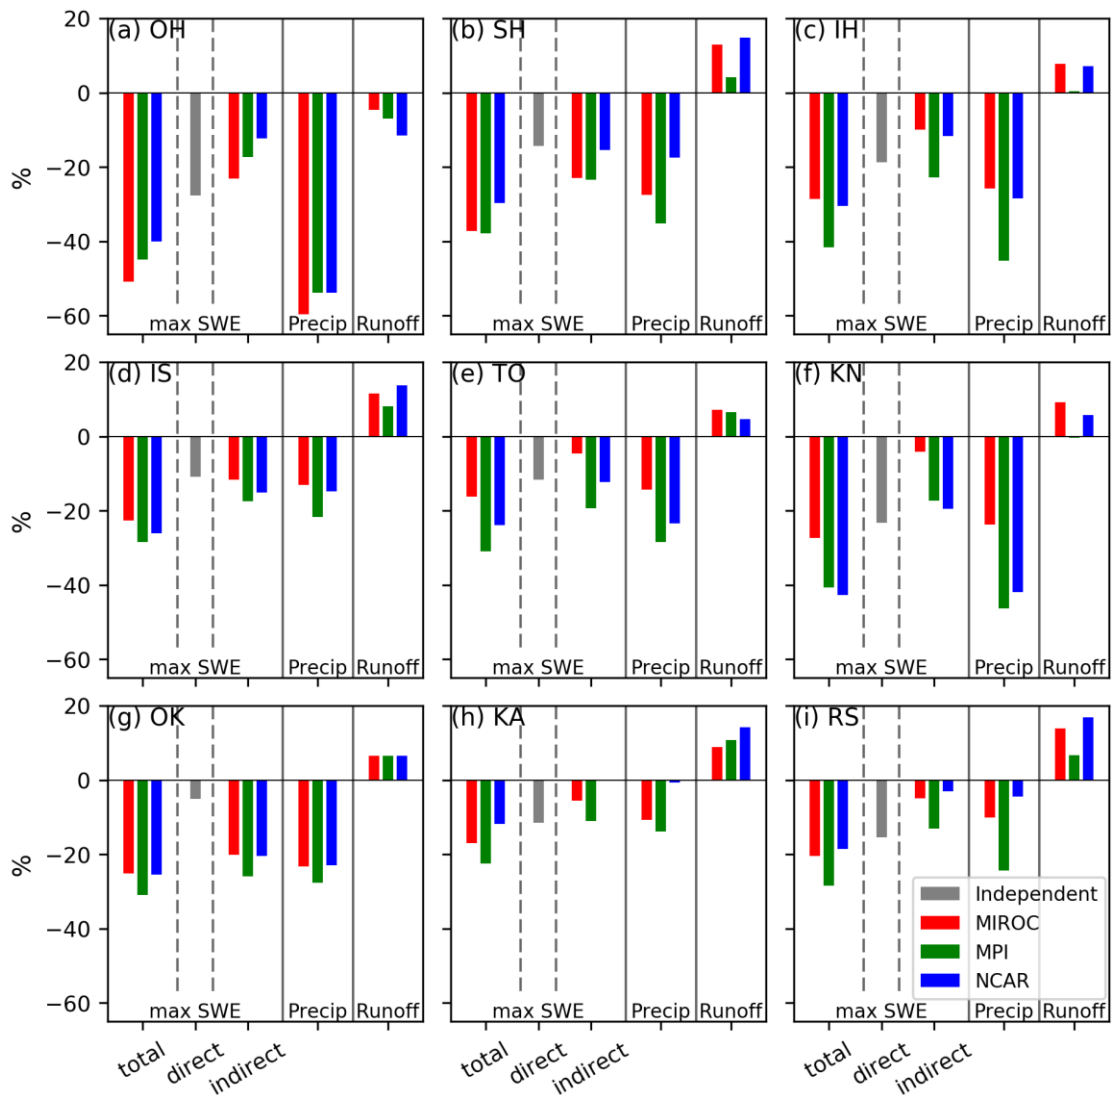 (a) OH
(b) SH
(c) IH
20
0
−20
−40
−60
%
max SWE Precip Runoff
max SWE Precip Runoff
max SWE Precip Runoff
(d) IS
(e) TO
(f) KN
20
0
−20
−40
−60
%
max SWE Precip Runoff
max SWE Precip Runoff
max SWE Precip Runoff
(g) OK
(h) KA
(i) RS
20
0
−20
−40
−60
%
Independent
MIROC
MPI
NCAR
max SWE Precip Runoff
max SWE Precip Runoff
max SWE Precip Runoff
total direct indirect
total direct indirect
total direct indirect